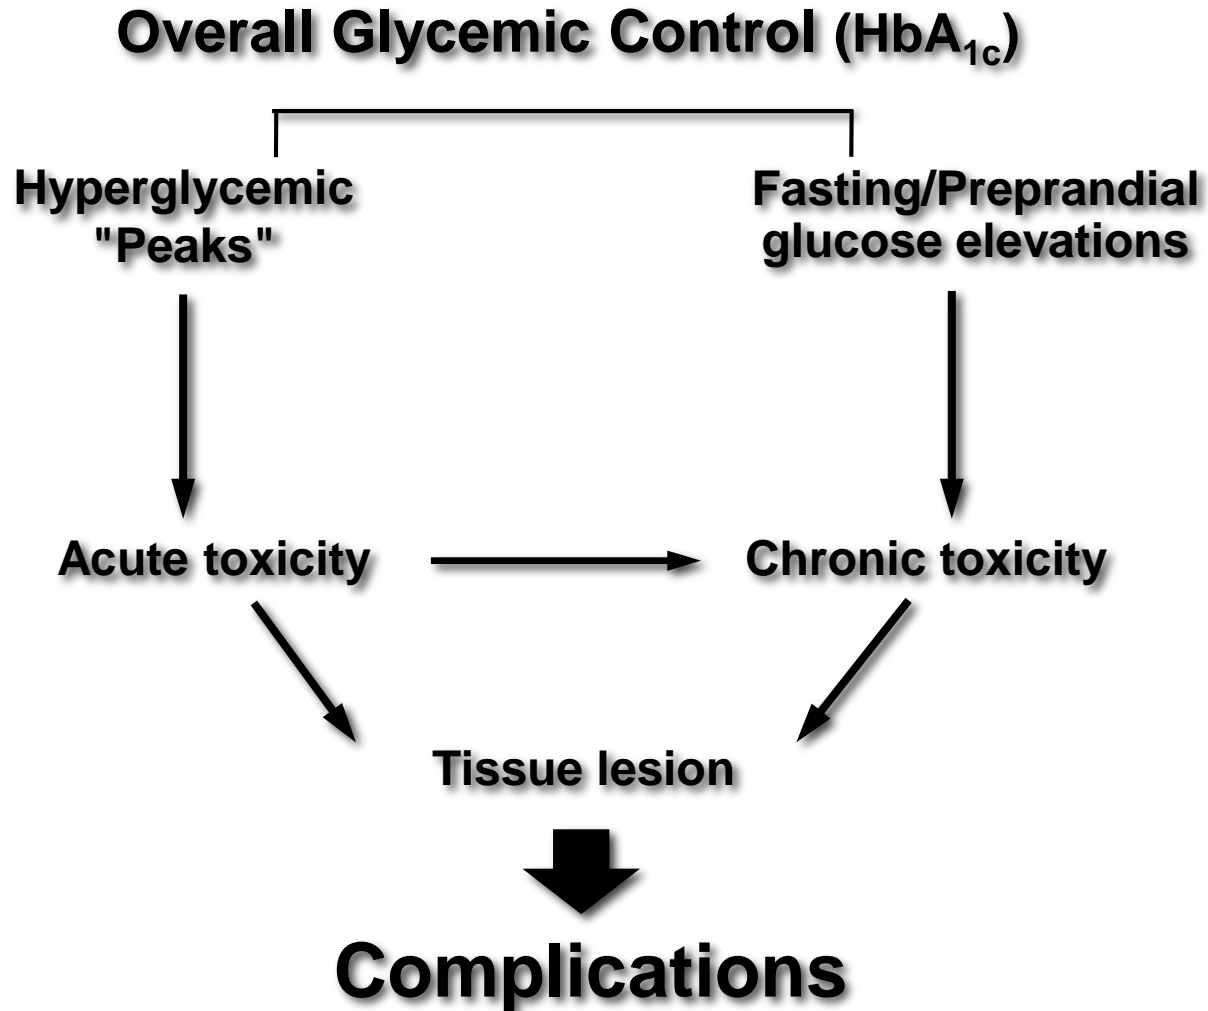 Overall Glycemic Control (HbA1c)
Hyperglycemic
"Peaks"
Fasting/Preprandial
glucose elevations
Acute toxicity
Chronic toxicity
Tissue lesion
Complications